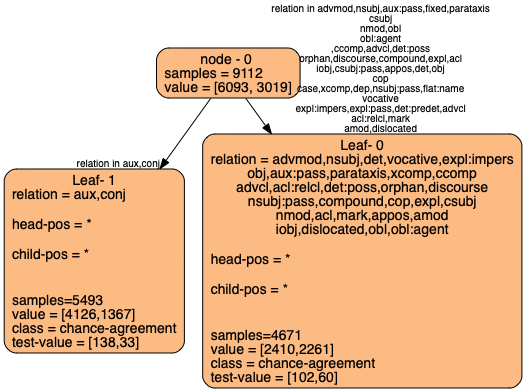 relation in advmod,nsubj,aux:pass,fixed,parataxis
csubj
nmod,obl
obl:agent
,ccomp,advcl,det:poss
orphan,discourse,compound,expl,acl
iobj,csubj:pass,appos,det,obj
cop
case,xcomp,dep,nsubj:pass,flat:name
vocative
expl:impers,expl:pass,det:predet,advcl
acl:relcl,mark
amod,dislocated
node - 0
samples = 9112
value = [6093, 3019]
relation in aux,conj
Leaf- 1
relation = aux,conj
head-pos = *
child-pos = *
samples=5493
value = [4126,1367]
class = chance-agreement
test-value = [138,33]
Leaf- 0
relation = advmod,nsubj,det,vocative,expl:impers
obj,aux:pass,parataxis,xcomp,ccomp
advcl,acl:relcl,det:poss,orphan,discourse
nsubj:pass,compound,cop,expl,csubj
nmod,acl,mark,appos,amod
iobj,dislocated,obl,obl:agent
head-pos = *
child-pos = *
samples=4671
value = [2410,2261]
class = chance-agreement
test-value = [102,60]